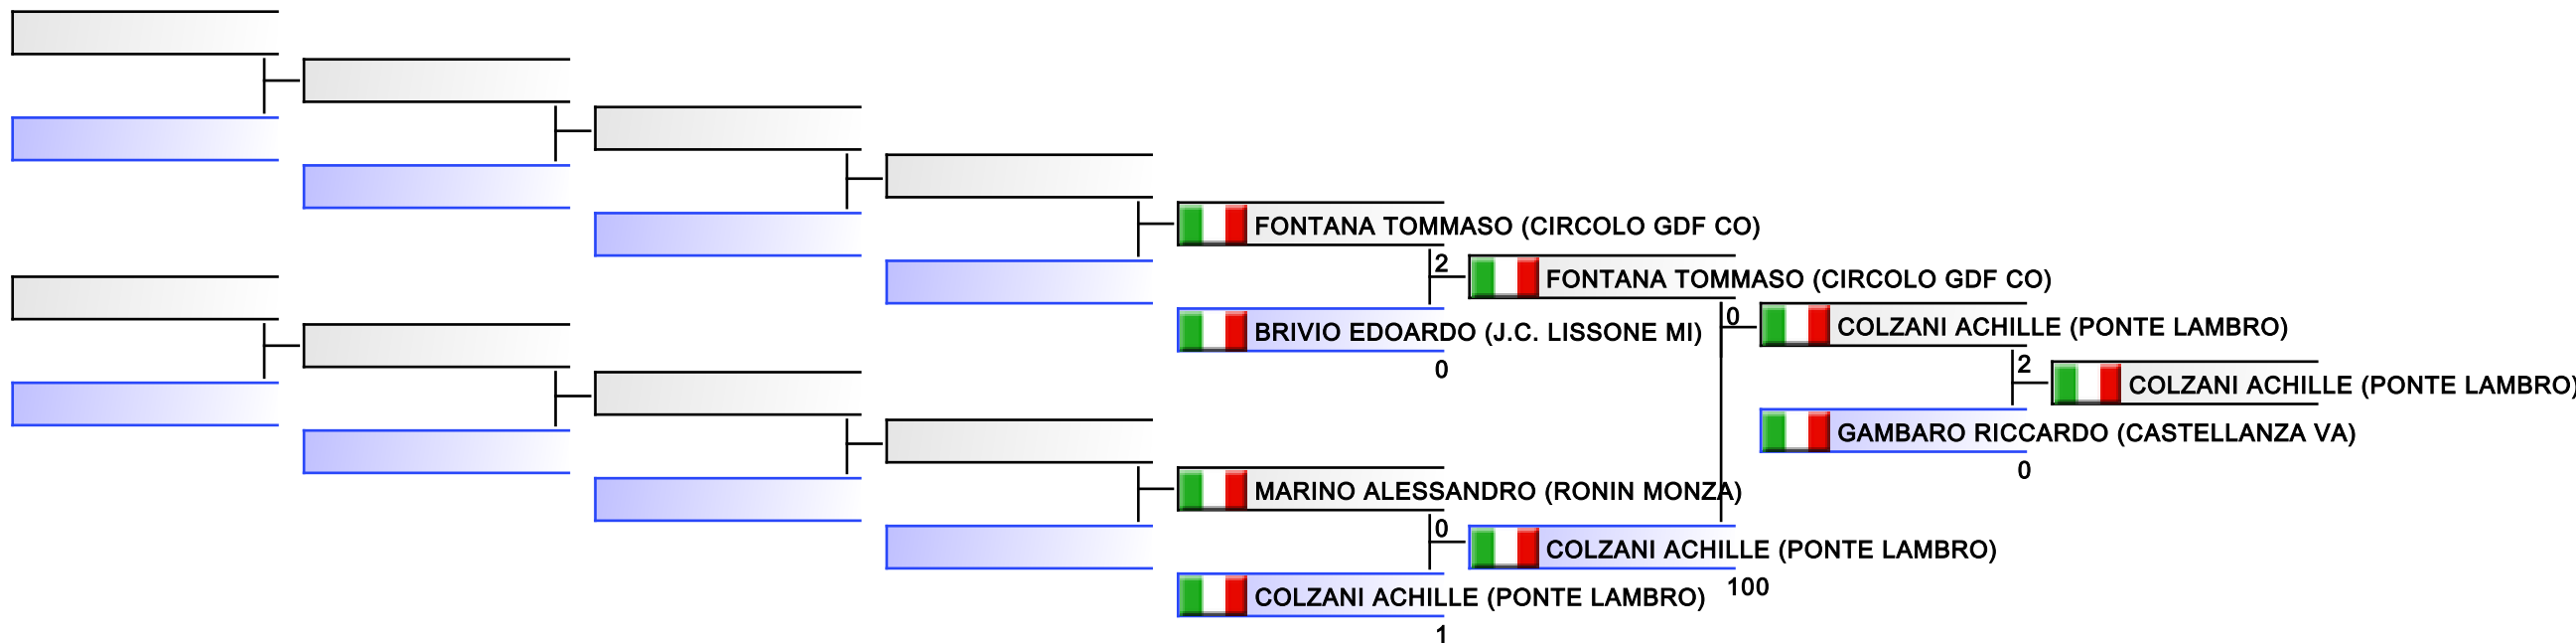 FONTANA TOMMASO (CIRCOLO GDF CO)
2
FONTANA TOMMASO (CIRCOLO GDF CO)
BRIVIO EDOARDO (J.C. LISSONE MI)
0
0
COLZANI ACHILLE (PONTE LAMBRO)
2
COLZANI ACHILLE (PONTE LAMBRO)
GAMBARO RICCARDO (CASTELLANZA VA)
0
MARINO ALESSANDRO (RONIN MONZA)
0
COLZANI ACHILLE (PONTE LAMBRO)
100
COLZANI ACHILLE (PONTE LAMBRO)
1